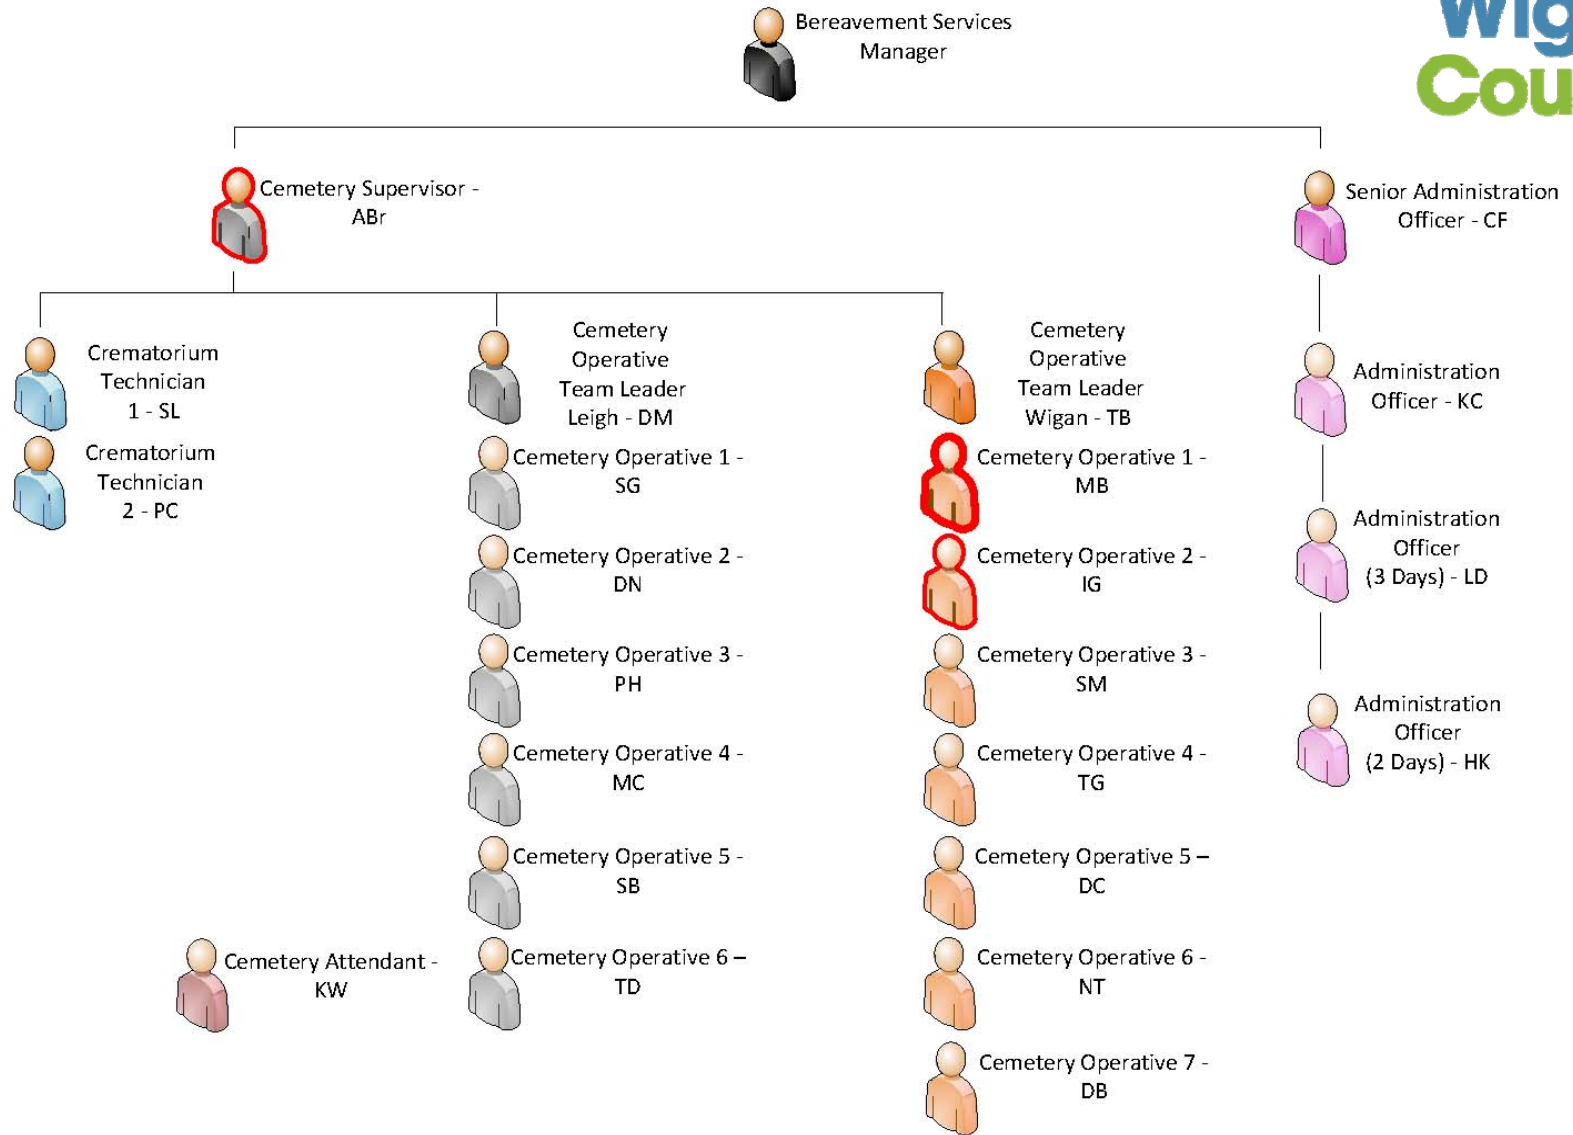 Bereavement Services
Manager
Wig
Cou
Cemetery Supervisor -
ABr
Senior Administration
Officer - CF
Crematorium
Technician
1 - SL
Crematorium
Technician
2 - PC
Cemetery
Operative
Team Leader
Leigh - DM
Cemetery Operative 1 -
SG
Cemetery Operative 2 -
DN
Cemetery Operative 3 -
PH
Cemetery Operative 4 -
MC
Cemetery Operative 5 -
SB
Cemetery Attendant -
KW
Cemetery Operative 6 –
TD
Cemetery
Operative
Team Leader
Wigan - TB
Cemetery Operative 1 -
MB
Cemetery Operative 2 -
IG
Cemetery Operative 3 -
SM
Cemetery Operative 4 -
TG
Cemetery Operative 5 –
DC
Cemetery Operative 6 -
NT
Cemetery Operative 7 -
DB
Administration
Officer - KC
Administration
Officer
(3 Days) - LD
Administration
Officer
(2 Days) - HK